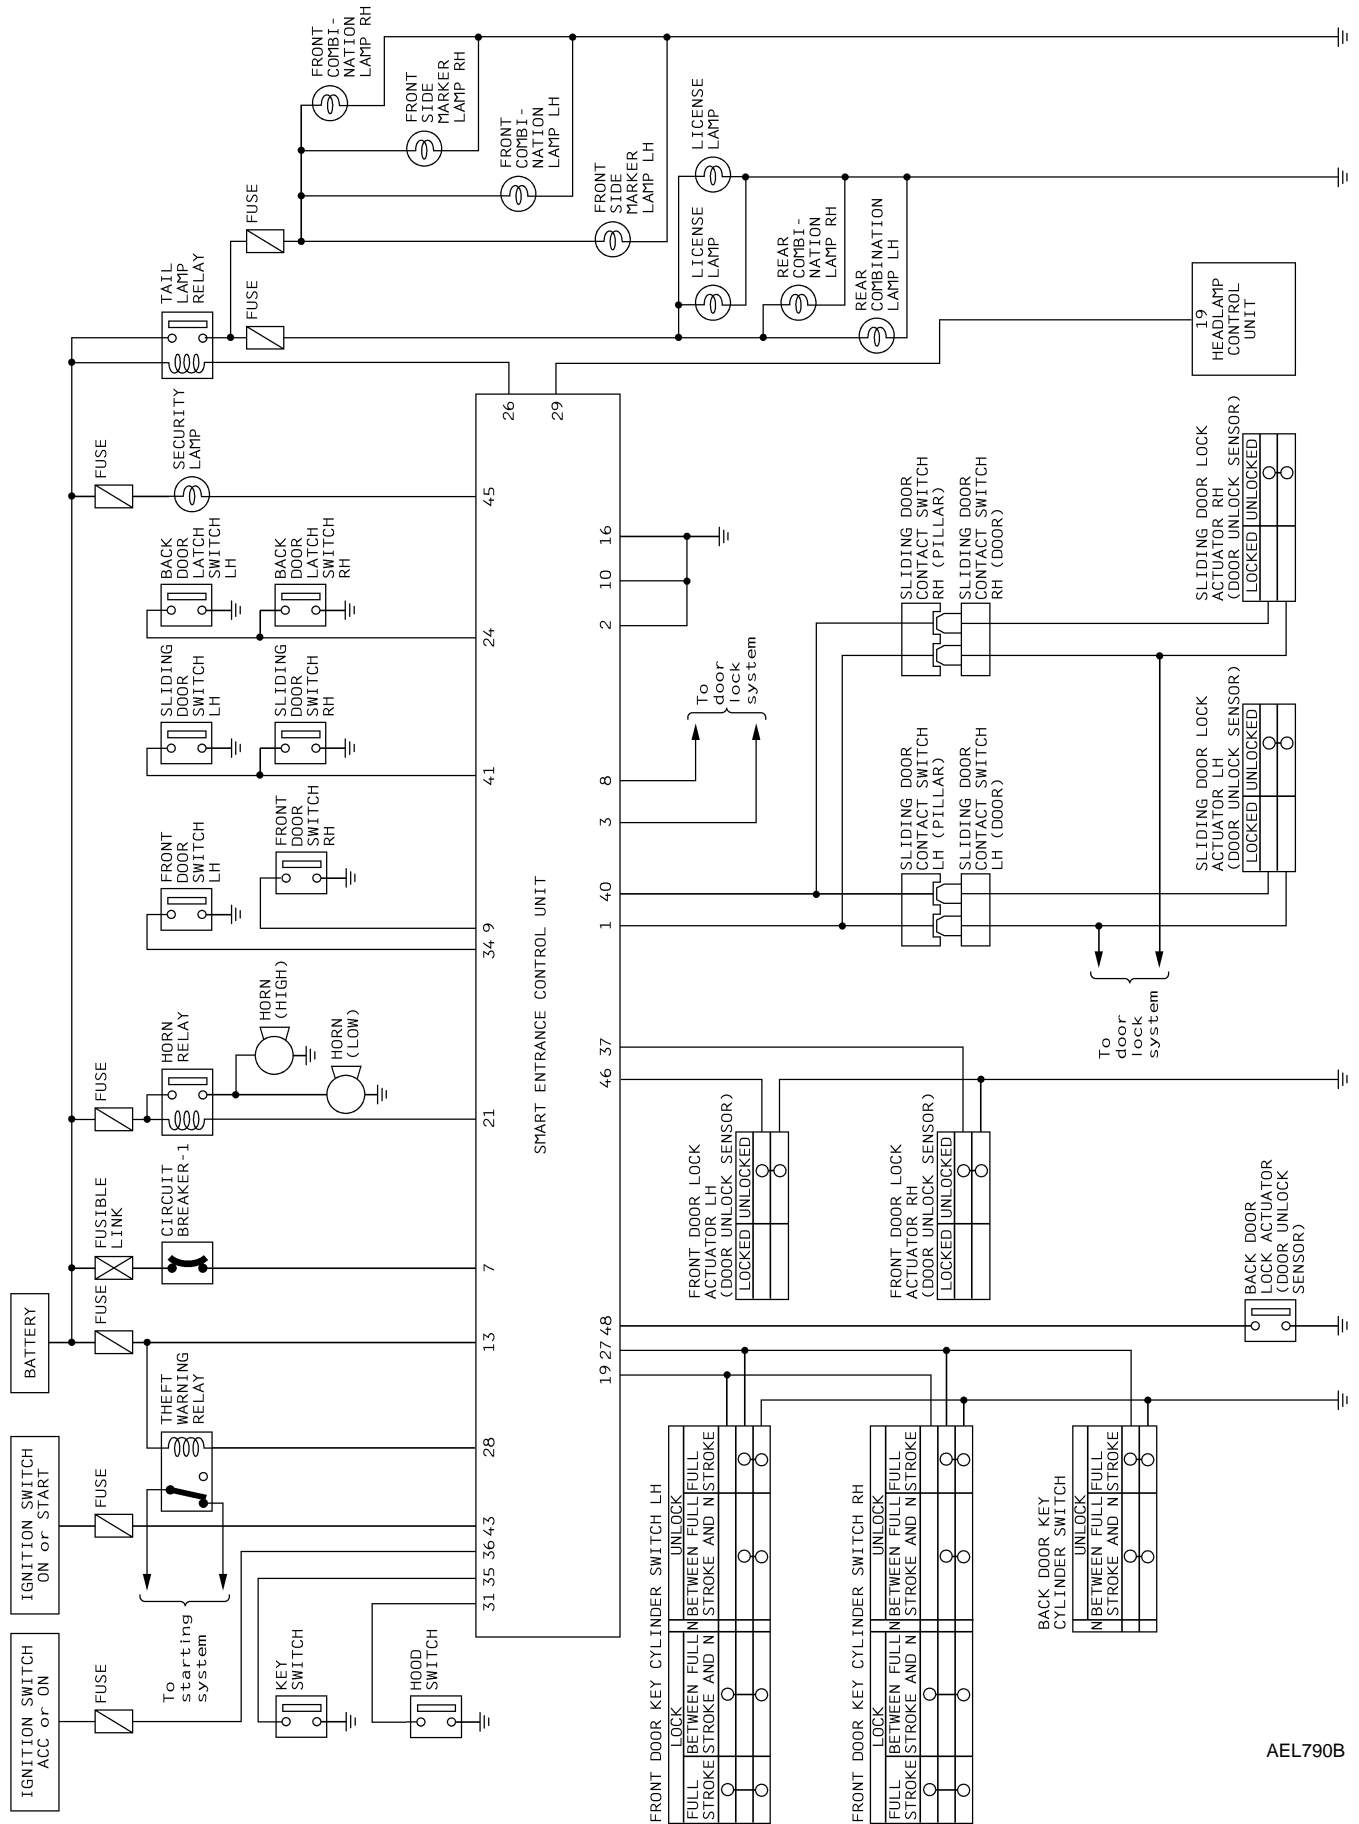 BATTERY
IGNITION SWITCH
ON or START
IGNITION SWITCH
ACC or ON
FUSE
FUSE
FUSE
FUSIBLE
LINK
FUSE
FUSE
FUSE
FUSE
To
starting
system
THEFT
WARNING
RELAY
CIRCUIT
BREAKER-1
HORN
RELAY
HORN
(HIGH)
HORN
(LOW)
FRONT
DOOR
SWITCH
LH
FRONT
DOOR
SWITCH
RH
SLIDING
DOOR
SWITCH
LH
SLIDING
DOOR
SWITCH
RH
BACK
DOOR
LATCH
SWITCH
LH
BACK
DOOR
LATCH
SWITCH
RH
SECURITY
LAMP
TAIL
LAMP
RELAY
FRONT
COMBI-
NATION
LAMP RH
FRONT
SIDE
MARKER
LAMP RH
FRONT
COMBI-
NATION
LAMP LH
FRONT
SIDE
MARKER
LAMP LH
LICENSE
LAMP
LICENSE
LAMP
REAR
COMBI-
NATION
LAMP RH
REAR
COMBINATION
LAMP LH
KEY
SWITCH
HOOD
SWITCH
31 35 36 43 28 13 7 21 34 9 41 24 45
26
29
SMART ENTRANCE CONTROL UNIT
19 27 48 46 37 1 40 3 8 2 10 16
19
HEADLAMP
CONTROL
UNIT
To
door
lock
system
SLIDING DOOR
CONTACT SWITCH
LH (PILLAR)
SLIDING DOOR
CONTACT SWITCH
LH (DOOR)
SLIDING DOOR
CONTACT SWITCH
RH (PILLAR)
SLIDING DOOR
CONTACT SWITCH
RH (DOOR)
To
door
lock
system
SLIDING DOOR LOCK
ACTUATOR LH
(DOOR UNLOCK SENSOR)
LOCKED UNLOCKED
SLIDING DOOR LOCK
ACTUATOR RH
(DOOR UNLOCK SENSOR)
LOCKED UNLOCKED
FRONT DOOR LOCK
ACTUATOR LH
(DOOR UNLOCK SENSOR)
LOCKED UNLOCKED
FRONT DOOR LOCK
ACTUATOR RH
(DOOR UNLOCK SENSOR)
LOCKED UNLOCKED
BACK DOOR
LOCK ACTUATOR
(DOOR UNLOCK
SENSOR)
FRONT DOOR KEY CYLINDER SWITCH LH
LOCK UNLOCK
FULL BETWEEN FULL N BETWEEN FULL FULL
STROKE STROKE AND N STROKE AND N STROKE
FRONT DOOR KEY CYLINDER SWITCH RH
LOCK UNLOCK
FULL BETWEEN FULL N BETWEEN FULL FULL
STROKE STROKE AND N STROKE AND N STROKE
BACK DOOR KEY
CYLINDER SWITCH
UNLOCK
N BETWEEN FULL FULL
STROKE AND N STROKE
AEL790B